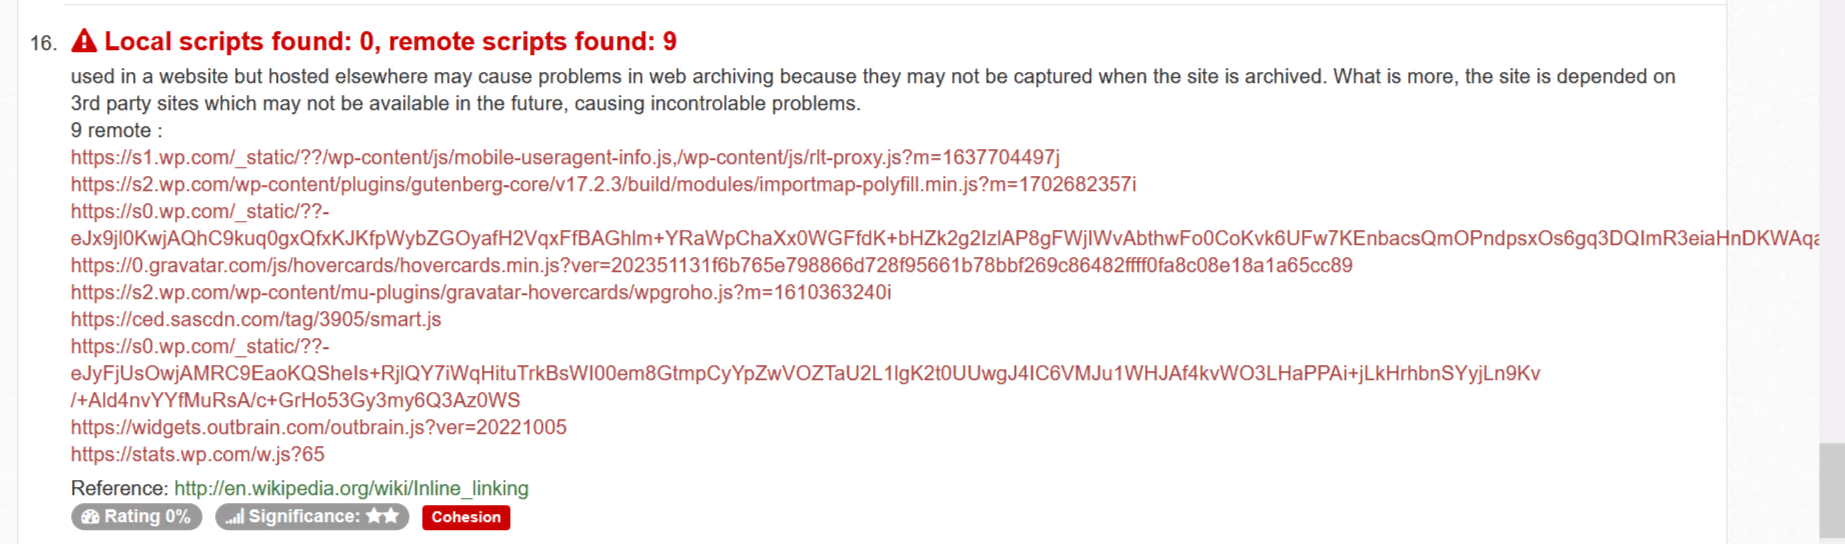 16. Local scripts found: 0, remote scripts found: 9
used in a website but hosted elsewhere may cause problems in web archiving because they may not be captured when the site is archived. What is more, the site is depended on
3rd party sites which may not be available in the future, causing incontrolable problems.
9 remote :
https://s1.wp.com/_static/??/wp-content/js/mobile-useragent-info.js,/wp-content/js/rlt-proxy.js?m=1637704497j
https://s2.wp.com/wp-content/plugins/gutenberg-core/v17.2.3/build/modules/importmap-polyfill.min.js?m=1702682357i
https://s0.wp.com/_static/??-
eJx9jl0KwjAQhC9kuq0gxQfxKJKfpWybZGOyafH2VqxFfBAGhlm+YRaWpChaXx0WGFfdK+bHZk2g2IzlAP8gFWjIWvAbthwFo0CoKvk6UFw7KEnbacsQmOPndpsxOs6gq3DQImR3eiaHnDKWAqa
https://0.gravatar.com/js/hovercards/hovercards.min.js?ver=202351131f6b765e798866d728f95661b78bbf269c86482ffff0fa8c08e18a1a65cc89
https://s2.wp.com/wp-content/mu-plugins/gravatar-hovercards/wpgroho.js?m=1610363240i
https://ced.sascdn.com/tag/3905/smart.js
https://s0.wp.com/_static/??-
eJyFjUsOwjAMRC9EaoKQSheIs+RjlQY7iWqHituTrkBsWI00em8GtmpCyYpZwVOZTaU2L1lgK2t0UUwgJ4IC6VMJu1WHJAf4kvWO3LHaPPAi+jLkHrhbnSYyjLn9Kv
/+Ald4nvYYfMuRsA/c+GrHo53Gy3my6Q3Az0WS
https://widgets.outbrain.com/outbrain.js?ver=20221005
https://stats.wp.com/w.js?65
Reference: http://en.wikipedia.org/wiki/Inline_linking
Rating 0% Significance: ★★ Cohesion